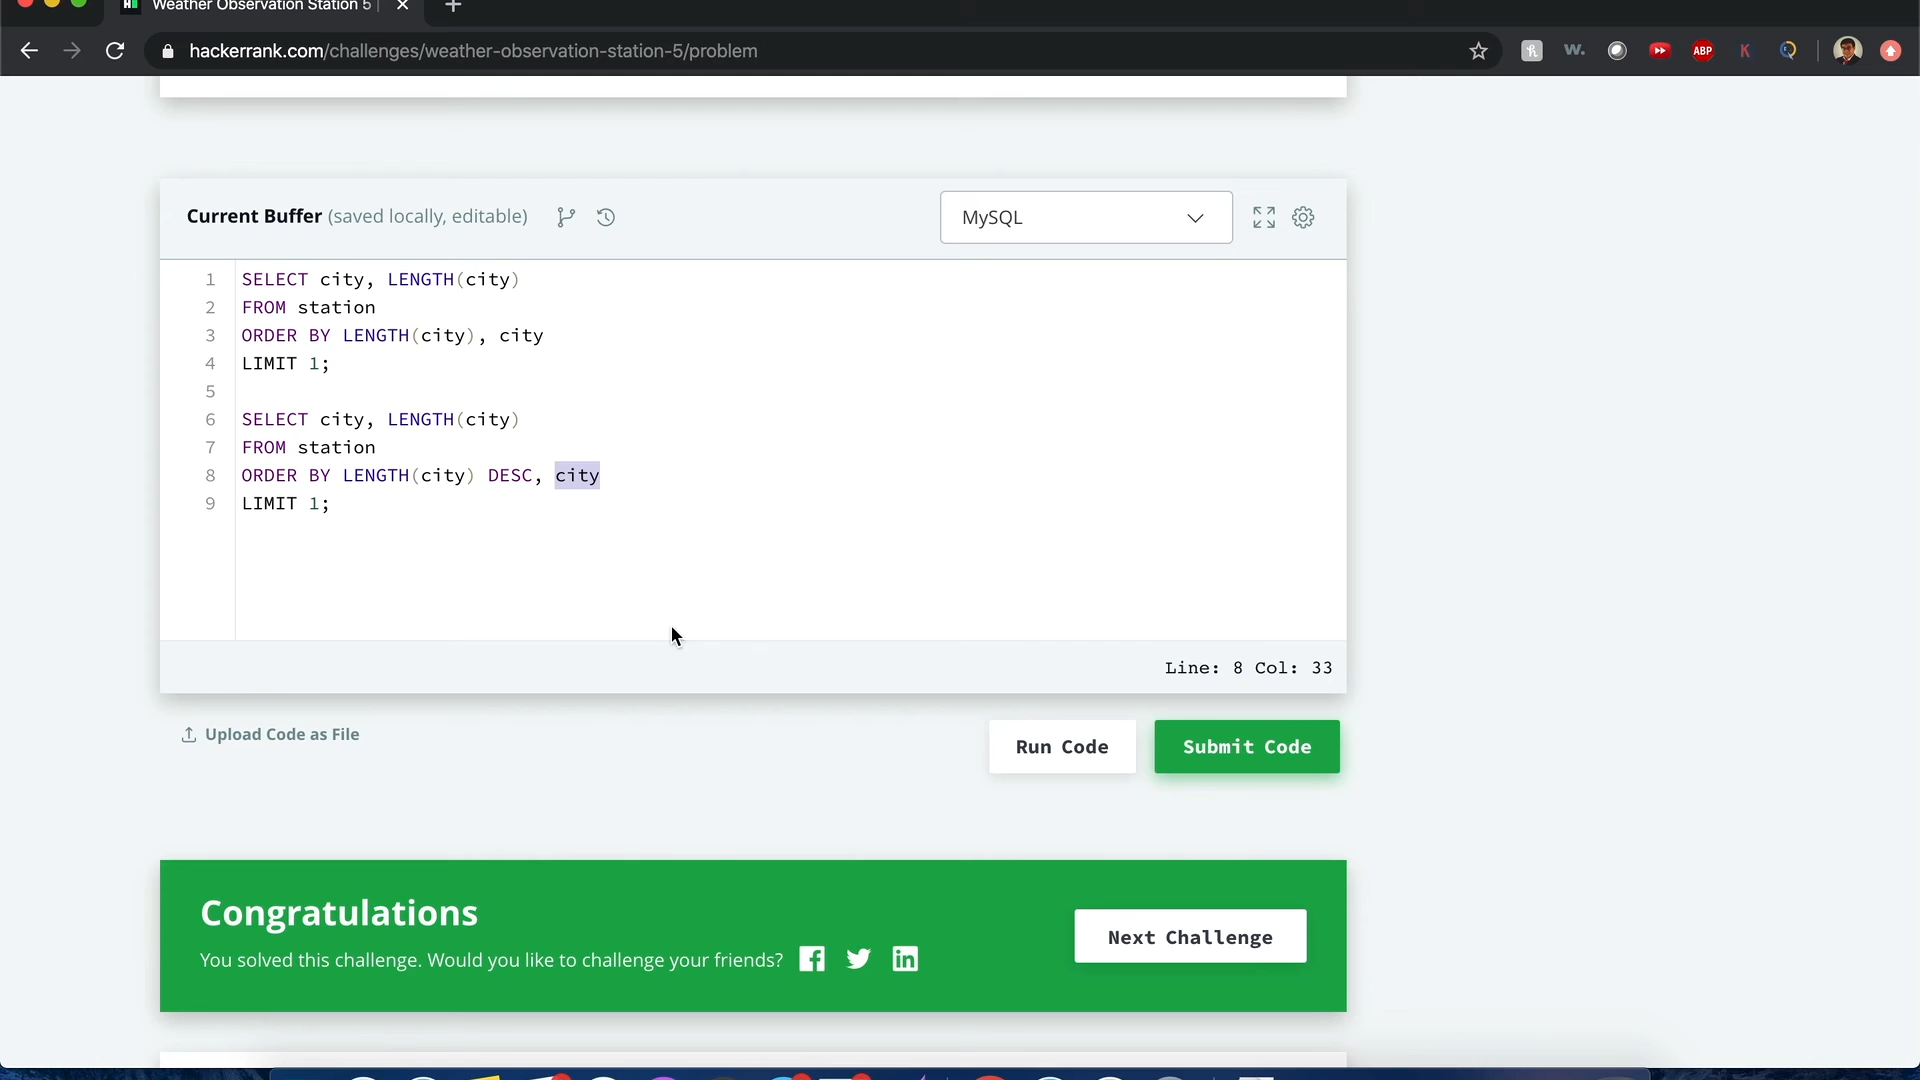 Weather Observation Station 5
hackerrank.com/challenges/weather-observation-station-5/problem
w.
ABP
K
Current Buffer (saved locally, editable)
MySQL
1 SELECT city, LENGTH(city)
2 FROM station
3 ORDER BY LENGTH(city), city
4 LIMIT 1;
5
6 SELECT city, LENGTH(city)
7 FROM station
8 ORDER BY LENGTH(city) DESC, city
9 LIMIT 1;
Line: 8 Col: 33
Upload Code as File
Run Code
Submit Code
Congratulations
You solved this challenge. Would you like to challenge your friends?
Next Challenge